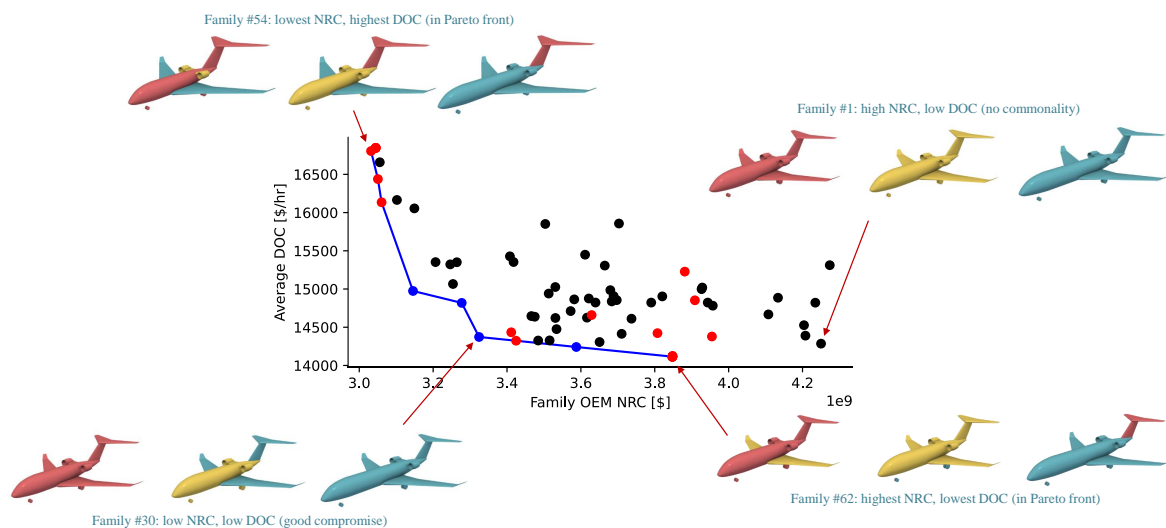 Family #54: lowest NRC, highest DOC (in Pareto front)
Family #1: high NRC, low DOC (no commonality)
Average DOC [$/hr]
16500
16000
15500
15000
14500
14000
3.0
3.2
3.4
3.6
3.8
4.0
4.2
1e9
Family OEM NRC [$]
Family #62: highest NRC, lowest DOC (in Pareto front)
Family #30: low NRC, low DOC (good compromise)